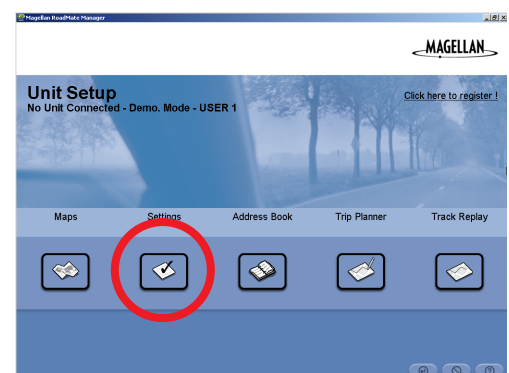 Magellan RoadMate Manager
MAGELLAN
Unit Setup
No Unit Connected - Demo. Mode - USER 1
Click here to register !
Maps Settings Address Book Trip Planner Track Replay
?